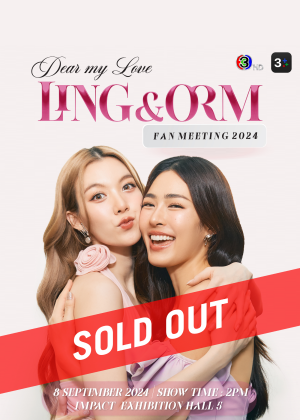 Dear my Love
LING & ORM
FAN MEETING 2024
3
3
SOLD OUT
8 SEPTEMBER 2024 | SHOW TIME : 2PM
IMPACT EXHIBITION HALL 5